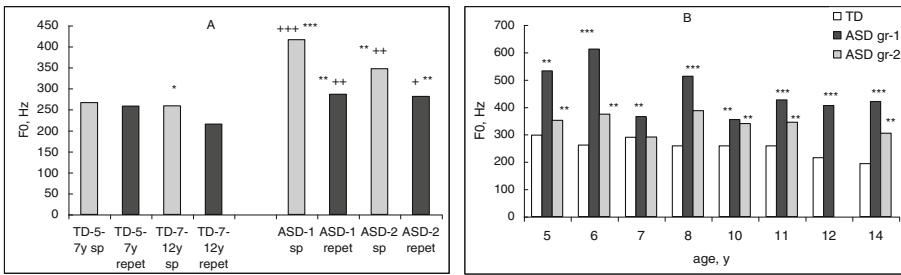 A
F0, Hz
450
400
350
300
250
200
150
100
50
0
*
+++ ***
** ++
** ++
+ **
TD-5-7y sp
TD-5-7y repet
TD-7-12y sp
TD-7-12y repet
ASD-1 sp
ASD-1 repet
ASD-2 sp
ASD-2 repet
B
TD
ASD gr-1
ASD gr-2
F0, Hz
700
600
500
400
300
200
100
0
**
**
***
**
**
***
**
**
***
**
***
***
**
5 6 7 8 10 11 12 14
age, y